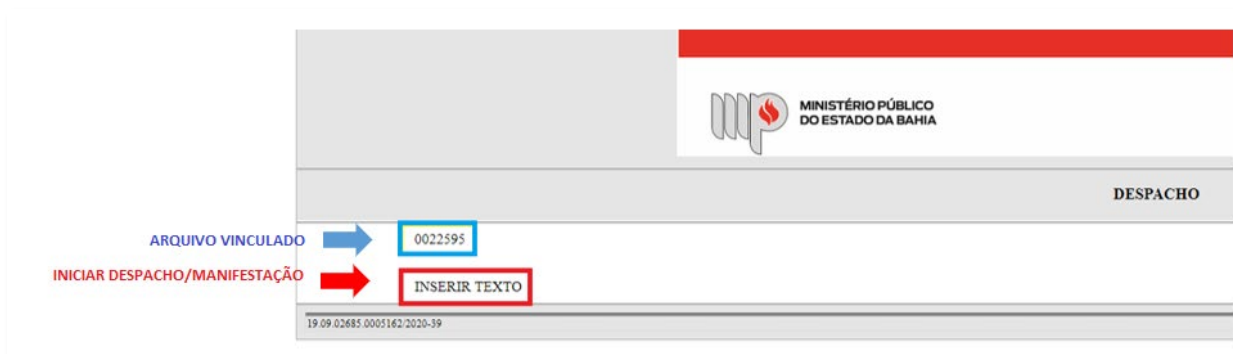 MINISTÉRIO PÚBLICO
DO ESTADO DA BAHIA
DESPACHO
ARQUIVO VINCULADO
0022595
INICIAR DESPACHO/MANIFESTAÇÃO
INSERIR TEXTO
19.09.02685.0005162/2020-39